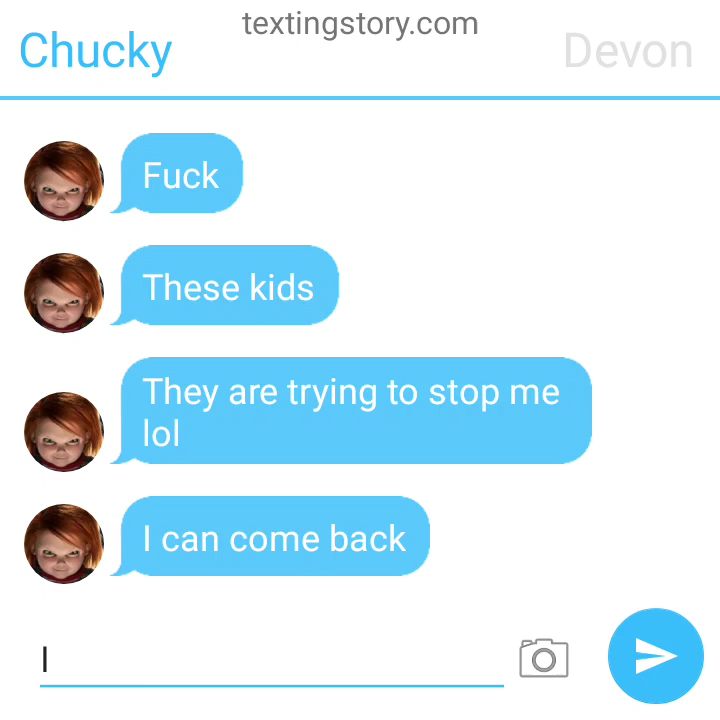 textingstory.com
Chucky
Devon
Fuck
These kids
They are trying to stop me
lol
I can come back